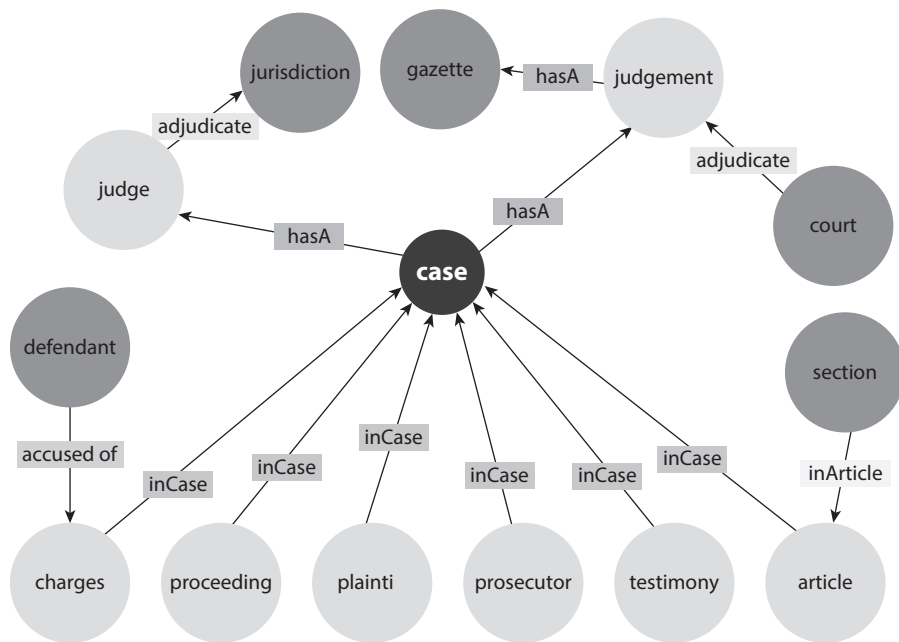 jurisdiction
gazette
hasA
judgement
adjudicate
adjudicate
judge
hasA
court
hasA
case
defendant
section
accused of
inCase
inCase
inCase
inCase
inCase
inCase
inArticle
charges
proceeding
plainti
prosecutor
testimony
article